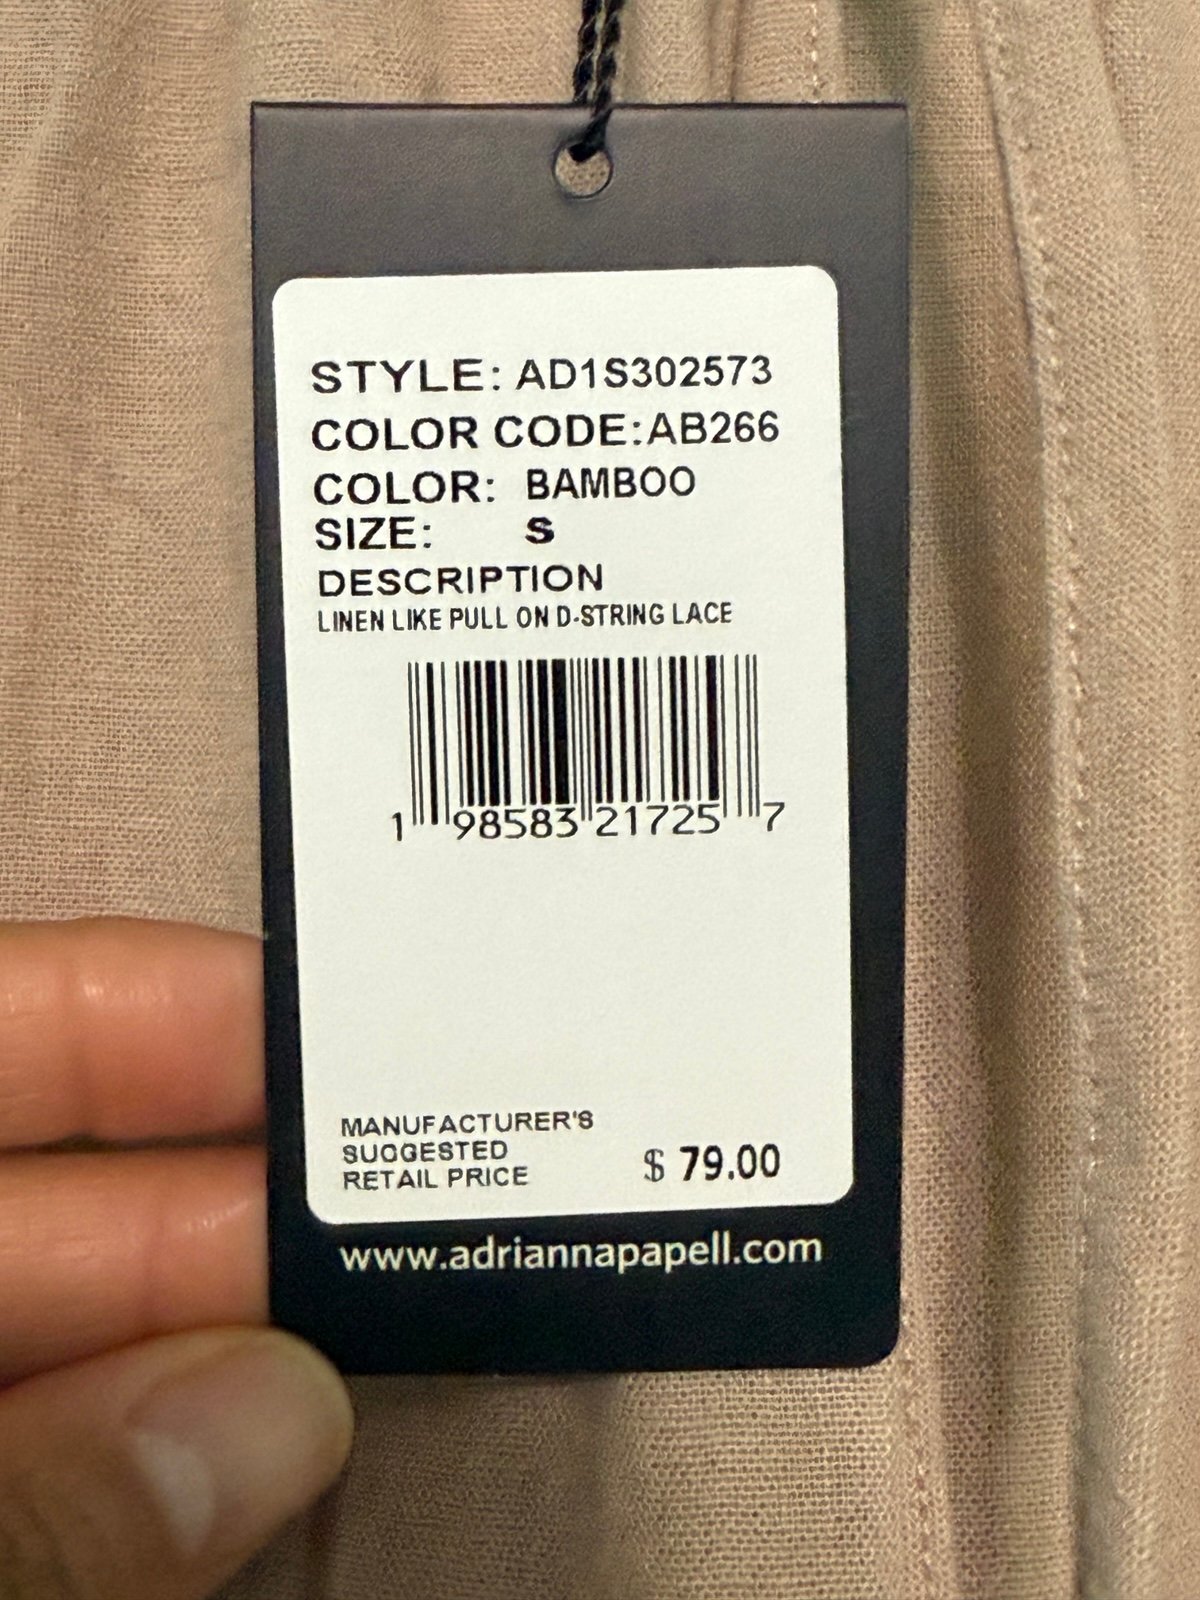 STYLE: AD1S302573
COLOR CODE:AB266
COLOR: BAMBOO
SIZE: S
DESCRIPTION
LINEN LIKE PULL ON D-STRING LACE
1 98583 21725 7
MANUFACTURER'S
SUGGESTED
RETAIL PRICE $ 79.00
www.adriannapapell.com